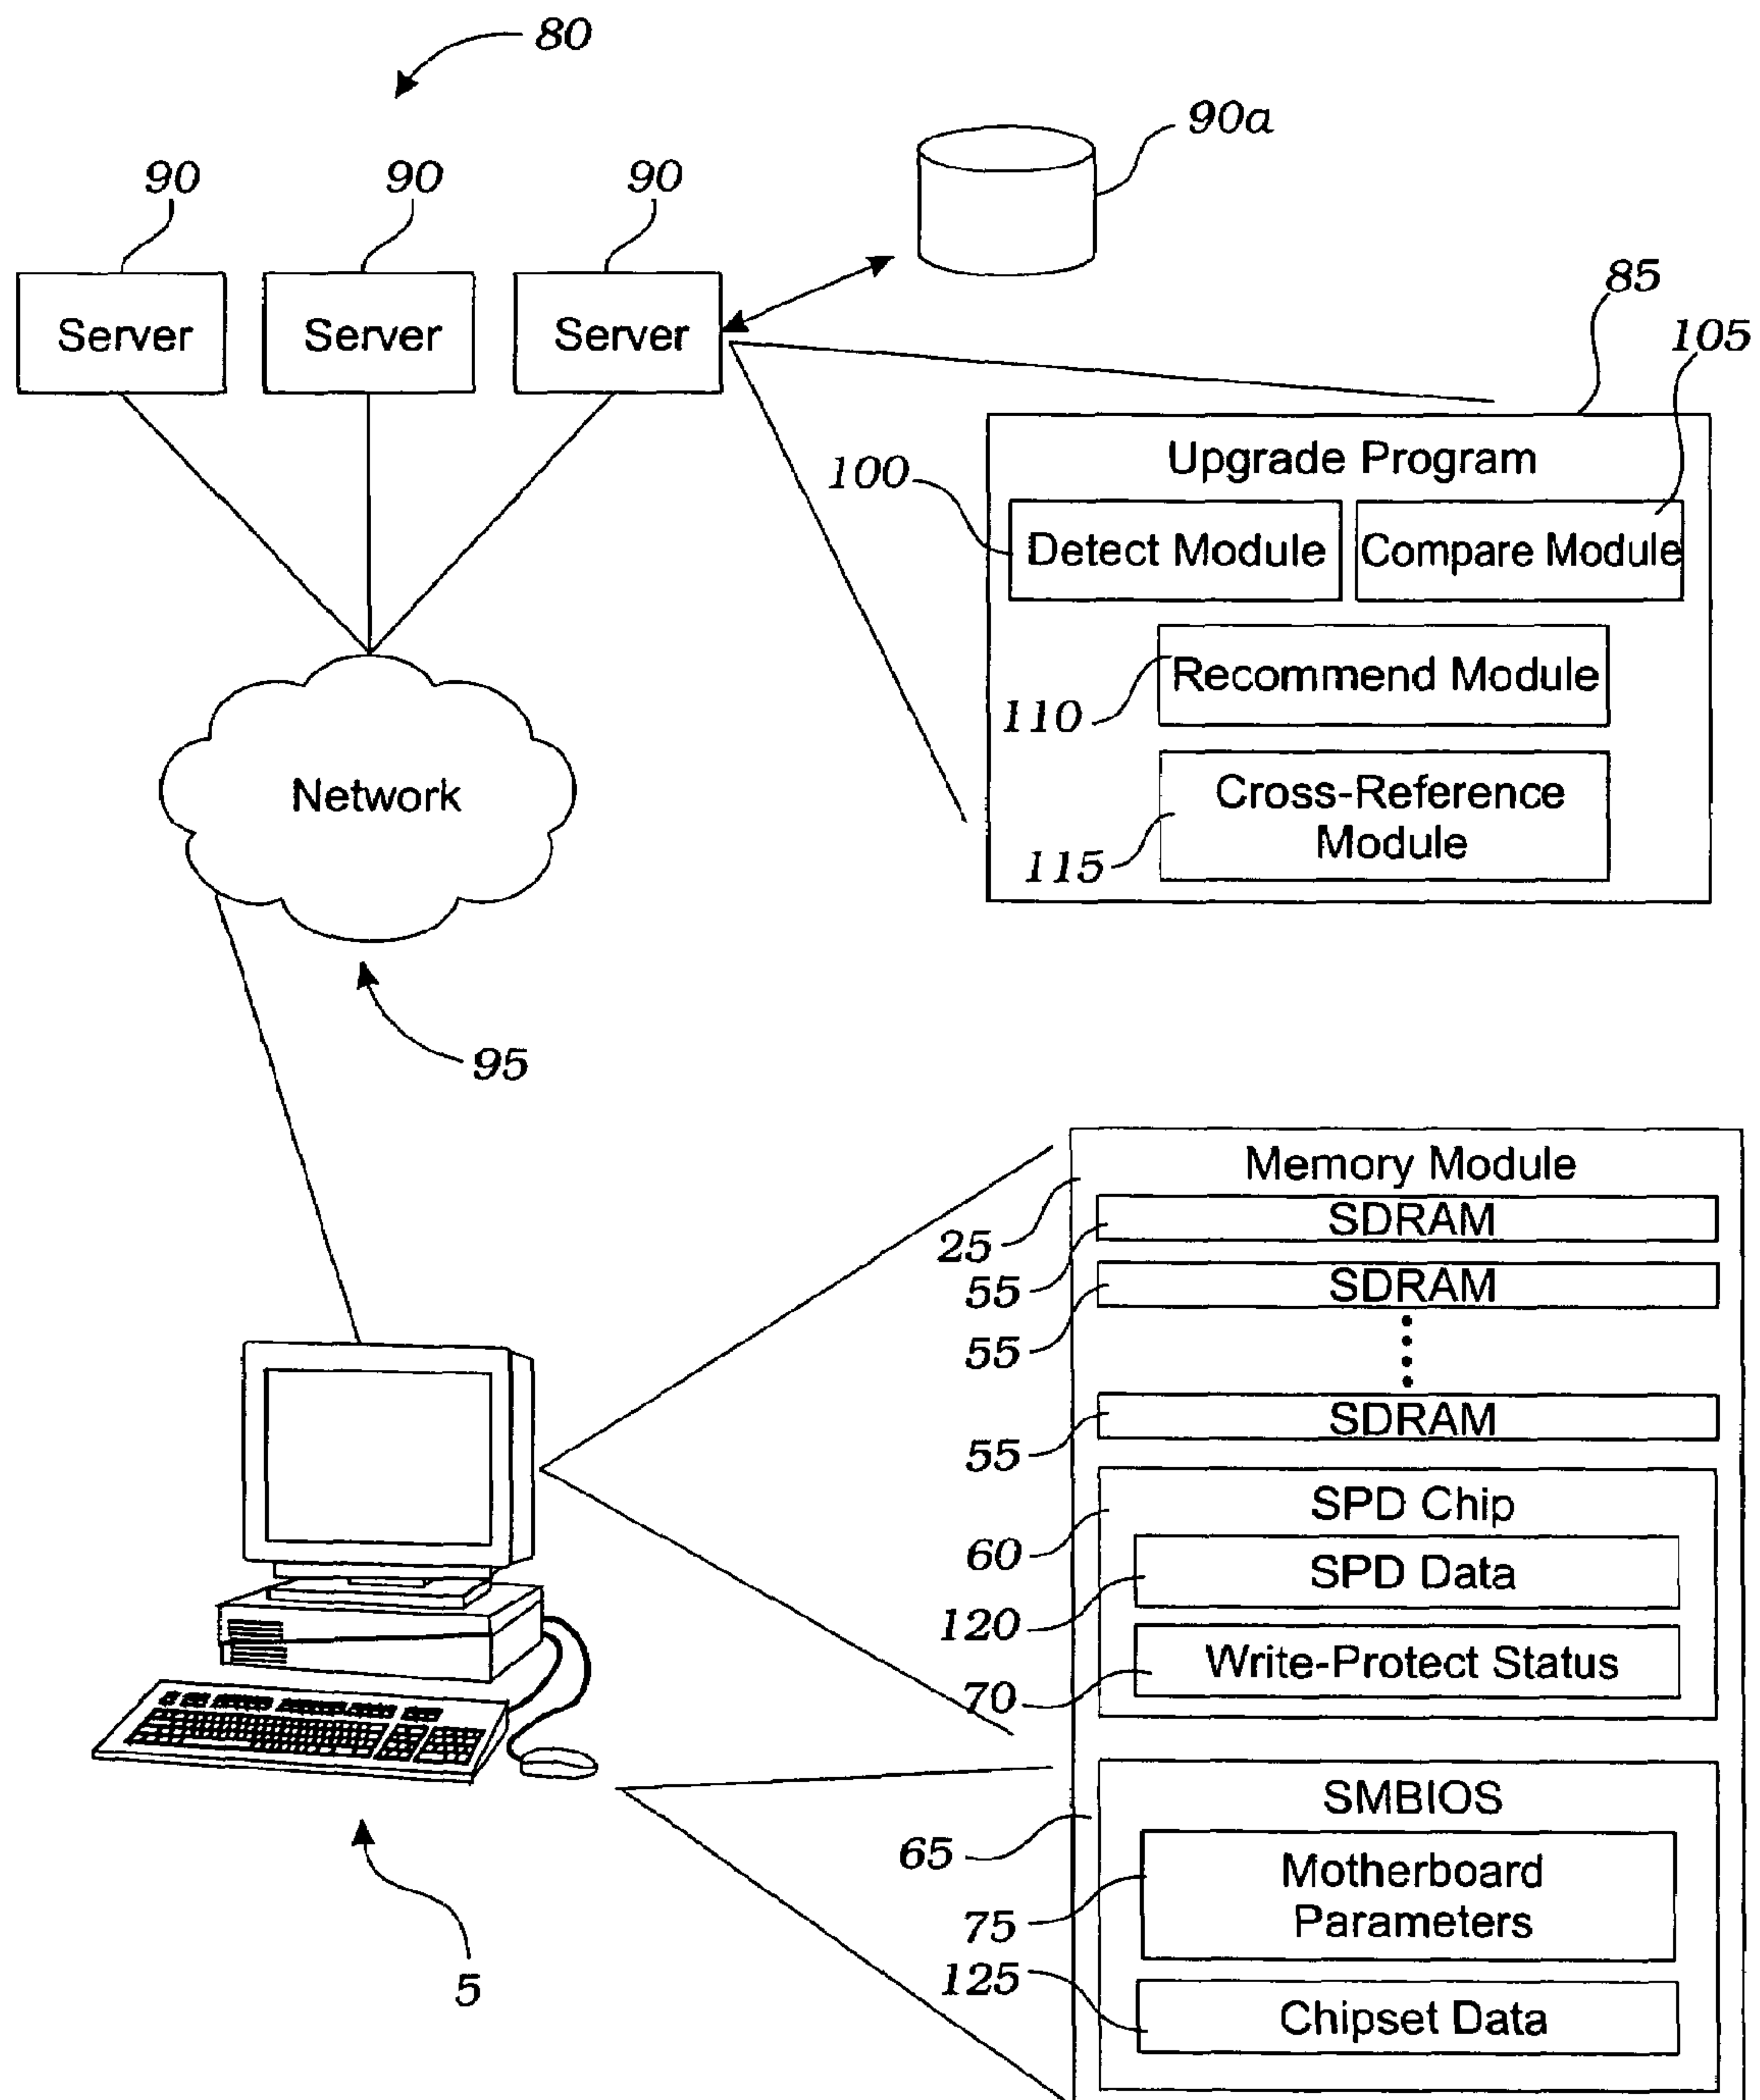 80
90a
90 90 90
Server Server Server
85
105
Upgrade Program
100
Detect Module Compare Module
Recommend Module
110
Cross-Reference
Module
115
Network
95
Memory Module
25
SDRAM
55
SDRAM
55
SDRAM
55
SPD Chip
60
SPD Data
120
Write-Protect Status
70
SMBIOS
65
Motherboard
Parameters
75
125
Chipset Data
5